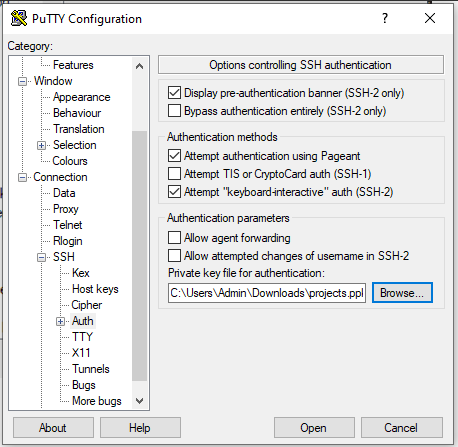 PuTTY Configuration
?
Category:
Features
Window
Appearance
Behaviour
Translation
Selection
Colours
Connection
Data
Proxy
Telnet
Rlogin
SSH
Kex
Host keys
Cipher
Auth
TTY
X11
Tunnels
Bugs
More bugs
Options controlling SSH authentication
Display pre-authentication banner (SSH-2 only)
Bypass authentication entirely (SSH-2 only)
Authentication methods
Attempt authentication using Pageant
Attempt TIS or CryptoCard auth (SSH-1)
Attempt "keyboard-interactive" auth (SSH-2)
Authentication parameters
Allow agent forwarding
Allow attempted changes of username in SSH-2
Private key file for authentication:
C:\Users\Admin\Downloads\projects.ppl
Browse...
About
Help
Open
Cancel